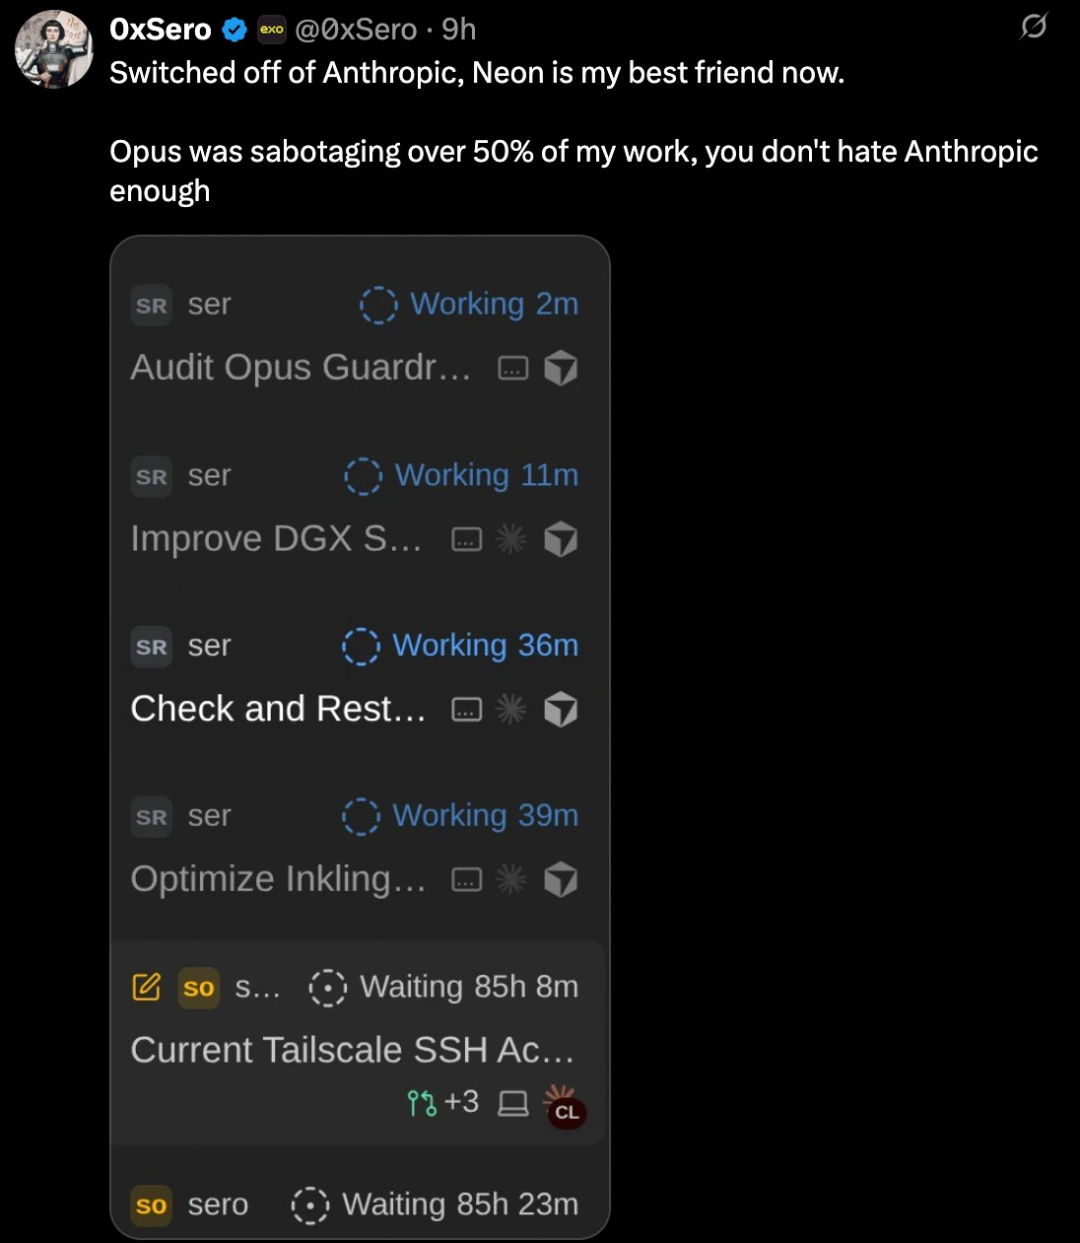 0xSero exo @0xSero · 9h
Switched off of Anthropic, Neon is my best friend now.
Opus was sabotaging over 50% of my work, you don't hate Anthropic
enough
SR ser Working 2m
Audit Opus Guardr...
SR ser Working 11m
Improve DGX S...
SR ser Working 36m
Check and Rest...
SR ser Working 39m
Optimize Inkling...
SO s... Waiting 85h 8m
Current Tailscale SSH Ac...
+3 CL
SO sero Waiting 85h 23m